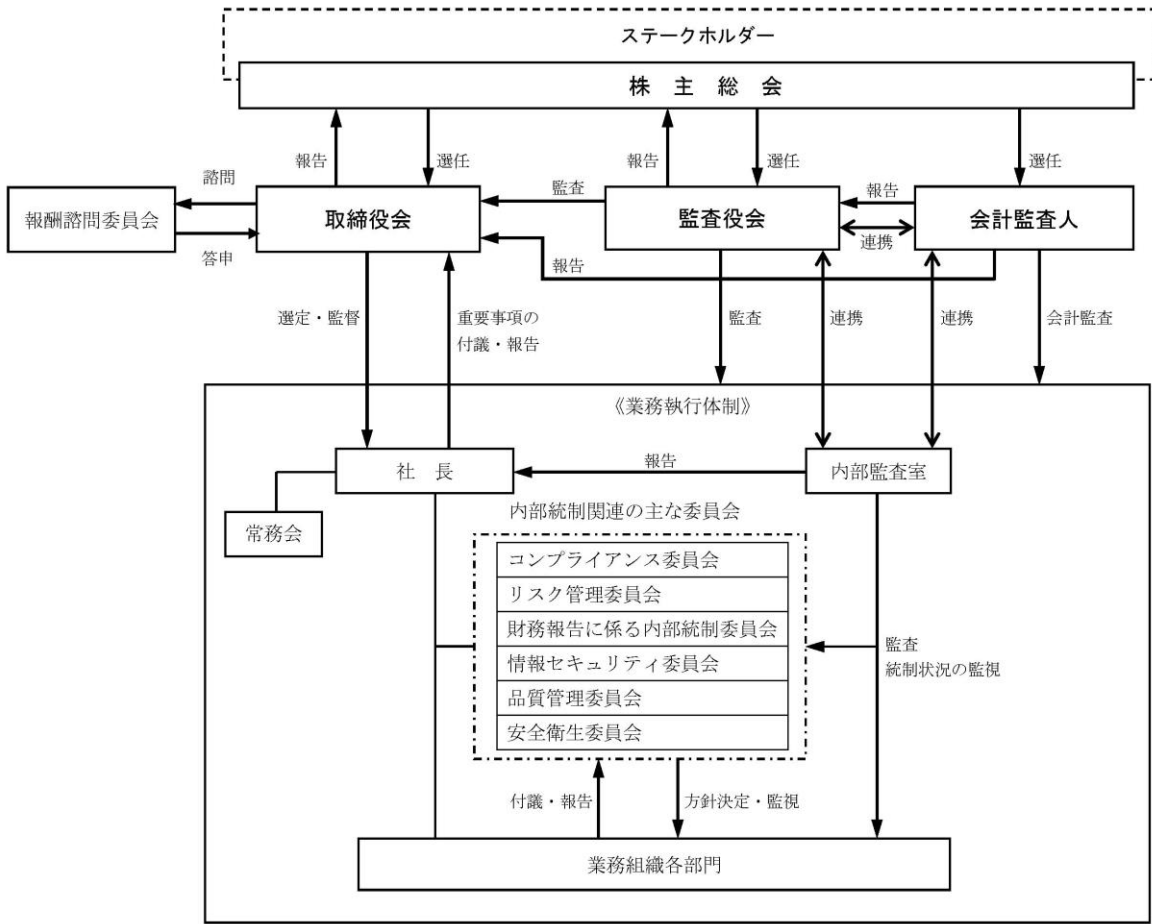 ステークホルダー
株 主 総 会
報告
選任
報告
選任
選任
諮問
監査
報告
報酬諮問委員会
取締役会
監査役会
会計監査人
答申
連携
報告
選定・監督
重要事項の
付議・報告
監査
連携
連携
会計監査
《業務執行体制》
社 長
報告
内部監査室
常務会
内部統制関連の主な委員会
コンプライアンス委員会
リスク管理委員会
財務報告に係る内部統制委員会
情報セキュリティ委員会
品質管理委員会
安全衛生委員会
監査
統制状況の監視
付議・報告
方針決定・監視
業務組織各部門